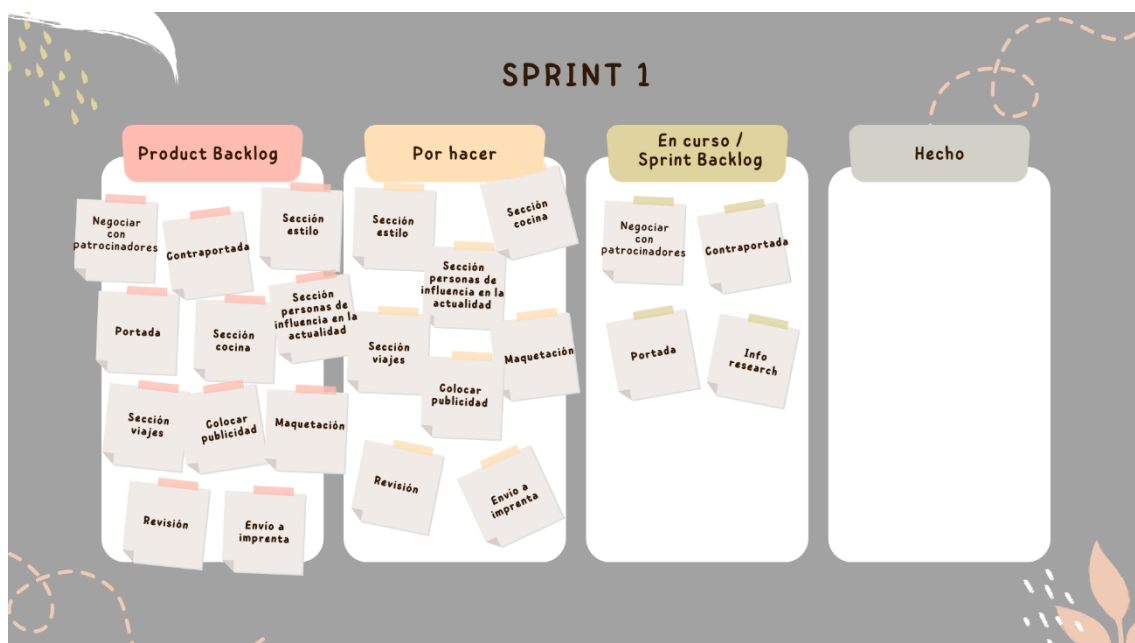 SPRINT 1
Product Backlog
Negociar
con
patrocinadores
Contraportada
Sección
estilo
Portada
Sección
cocina
Sección
personas de
influencia en la
actualidad
Sección
viajes
Colocar
publicidad
Maquetación
Revisión
Envío a
imprenta
Por hacer
Sección
estilo
Sección
cocina
Sección
personas de
influencia en la
actualidad
Sección
viajes
Maquetación
Colocar
publicidad
Revisión
Envío a
imprenta
En curso /
Sprint Backlog
Negociar
con
patrocinadores
Contraportada
Portada
Info
research
Hecho